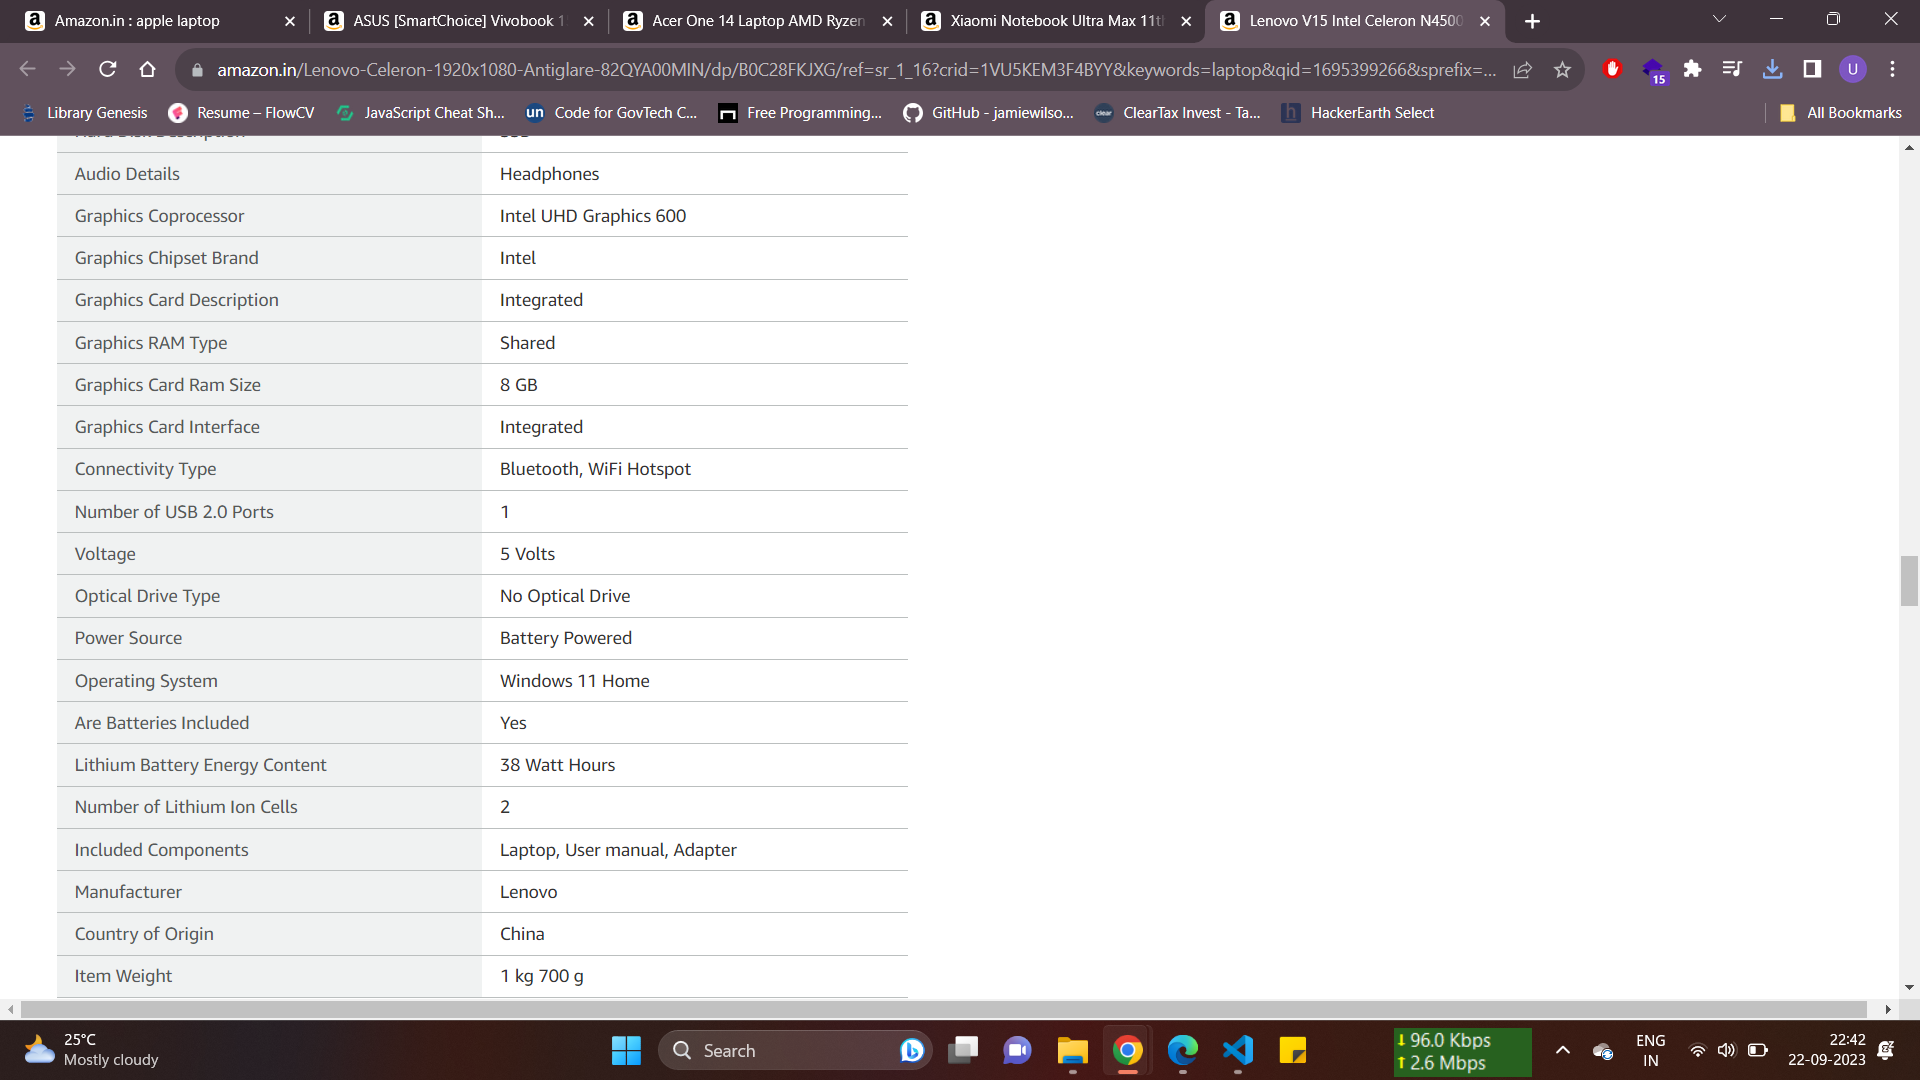 Amazon.in : apple laptop
ASUS [SmartChoice] Vivobook 1
Acer One 14 Laptop AMD Ryzen
Xiaomi Notebook Ultra Max 11th
Lenovo V15 Intel Celeron N4500
amazon.in/Lenovo-Celeron-1920x1080-Antiglare-82QYA00MIN/dp/B0C28FKJXG/ref=sr_1_16?crid=1VU5KEM3F4BYY&keywords=laptop&qid=1695399266&sprefix=...
15
U
Library Genesis
Resume – FlowCV
JavaScript Cheat Sh...
un Code for GovTech C...
Free Programming...
GitHub - jamiewilso...
clear ClearTax Invest - Ta...
h HackerEarth Select
All Bookmarks
Audio Details Headphones
Graphics Coprocessor Intel UHD Graphics 600
Graphics Chipset Brand Intel
Graphics Card Description Integrated
Graphics RAM Type Shared
Graphics Card Ram Size 8 GB
Graphics Card Interface Integrated
Connectivity Type Bluetooth, WiFi Hotspot
Number of USB 2.0 Ports 1
Voltage 5 Volts
Optical Drive Type No Optical Drive
Power Source Battery Powered
Operating System Windows 11 Home
Are Batteries Included Yes
Lithium Battery Energy Content 38 Watt Hours
Number of Lithium Ion Cells 2
Included Components Laptop, User manual, Adapter
Manufacturer Lenovo
Country of Origin China
Item Weight 1 kg 700 g
25°C
Mostly cloudy
Search
96.0 Kbps
2.6 Mbps
ENG
IN
22:42
22-09-2023